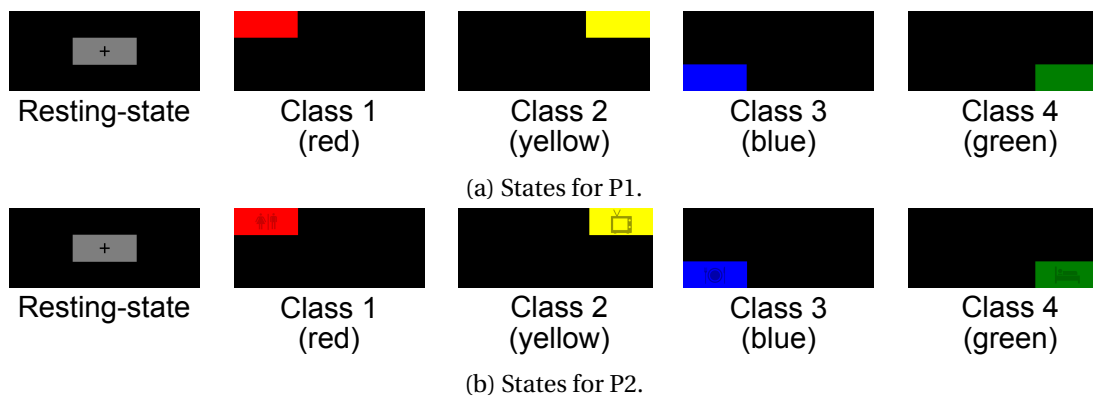 +
Resting-state Class 1 Class 2 Class 3 Class 4
(red) (yellow) (blue) (green)
(a) States for P1.
+
Resting-state Class 1 Class 2 Class 3 Class 4
(red) (yellow) (blue) (green)
(b) States for P2.